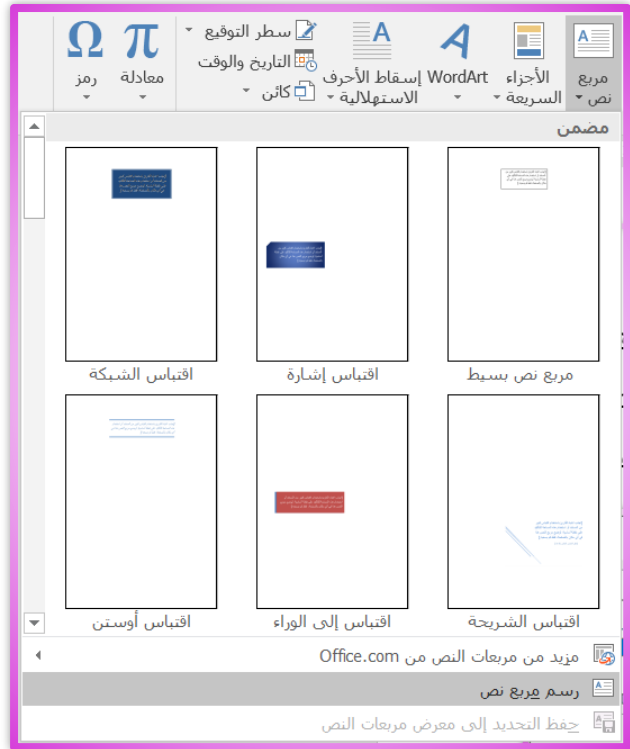 مربع نص
الأجزاء السريعة
WordArt
إسقاط الأحرف الاستهلالية
سطر التوقيع
التاريخ والوقت
كائن
معادلة
رمز
مضمن
مربع نص بسيط
اقتباس إشارة
اقتباس الشبكة
اقتباس الشريحة
اقتباس إلى الوراء
اقتباس أوستن
مزيد من مربعات النص من Office.com
رسم مربع نص
حفظ التحديد إلى معرض مربعات النص